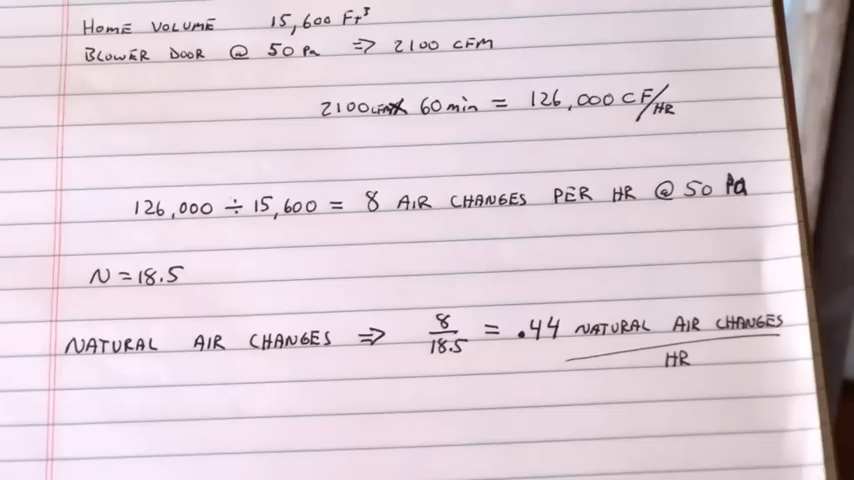 HOME VOLUME 15,600 FT³
BLOWER DOOR @ 50 Pa ⇒ 2100 CFM
2100 CFM X 60 min = 126,000 CF/HR
126,000 ÷ 15,600 = 8 AIR CHANGES PER HR @ 50 Pa
N = 18.5
NATURAL AIR CHANGES ⇒ 8/18.5 = .44 NATURAL AIR CHANGES/HR